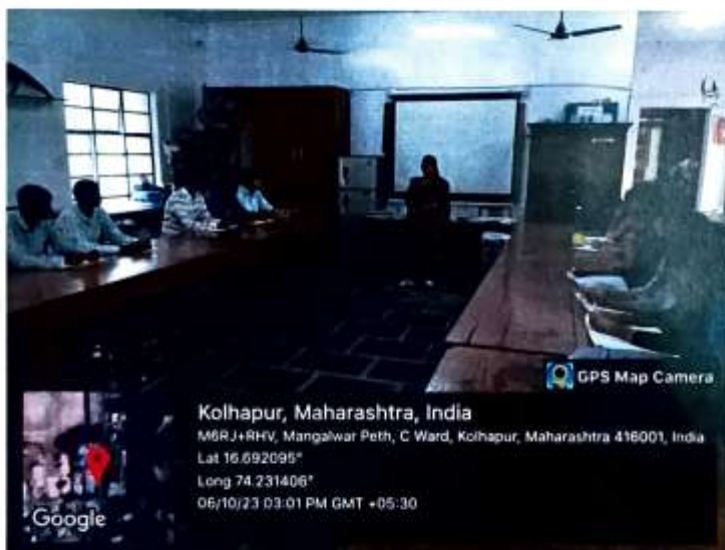 GPS Map Camera
Kolhapur, Maharashtra, India
M6RJ+RHV, Mangalwar Peth, C Ward, Kolhapur, Maharashtra 416001, India
Lat 16.692095°
Long 74.231406°
06/10/23 03:01 PM GMT +05:30
Google